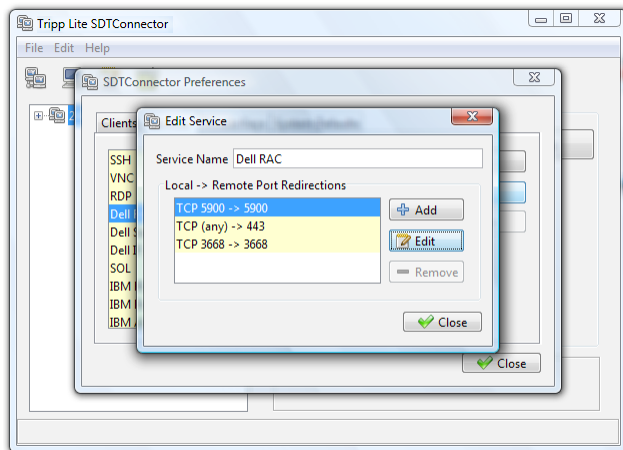 Tripp Lite SDTConnector
File Edit Help
SDTConnector Preferences
Clients
Edit Service
Service Name Dell RAC
Local -> Remote Port Redirections
TCP 5900 -> 5900
TCP (any) -> 443
TCP 3668 -> 3668
Add
Edit
Remove
Close
SSH
VNC
RDP
Dell
Dell
Dell
SOL
IBM
IBM
IBM
Close